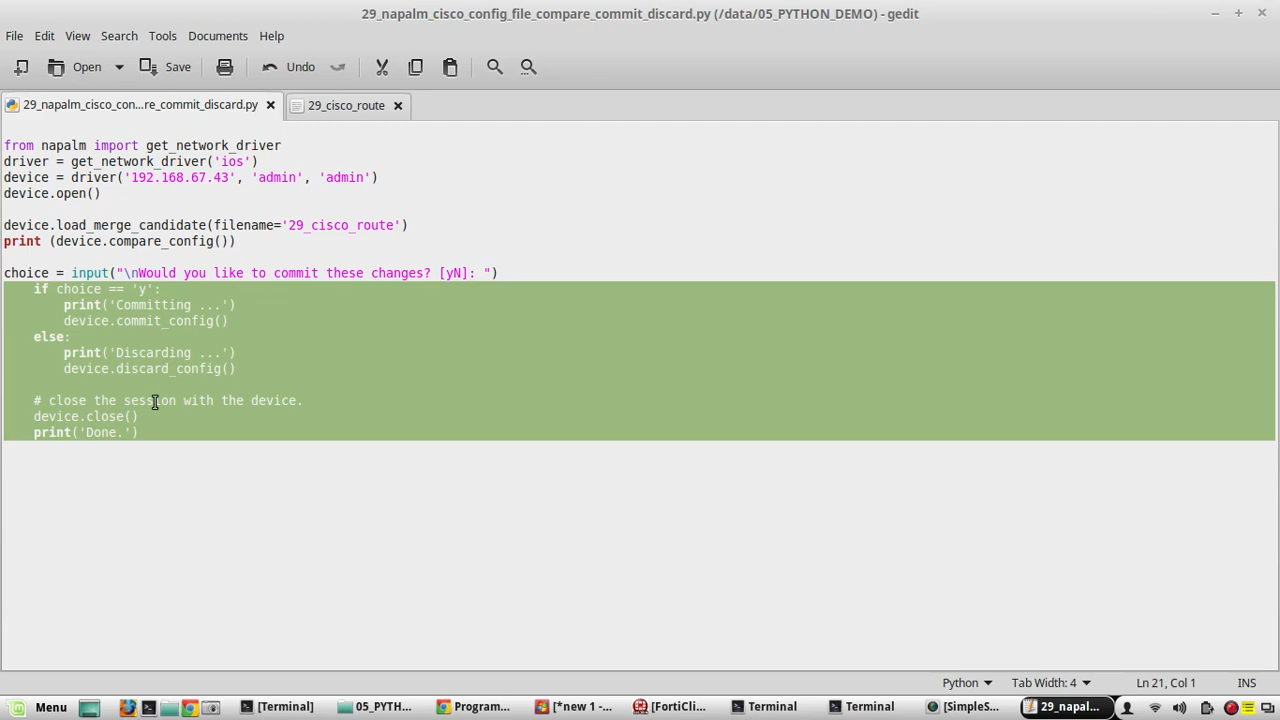 29_napalm_cisco_config_file_compare_commit_discard.py (/data/05_PYTHON_DEMO) - gedit
File Edit View Search Tools Documents Help
Open Save Undo
29_napalm_cisco_con...re_commit_discard.py 29_cisco_route
from napalm import get_network_driver
driver = get_network_driver('ios')
device = driver('192.168.67.43', 'admin', 'admin')
device.open()
device.load_merge_candidate(filename='29_cisco_route')
print (device.compare_config())
choice = input("\nWould you like to commit these changes? [yN]: ")
    if choice == 'y':
        print('Committing ...')
        device.commit_config()
    else:
        print('Discarding ...')
        device.discard_config()
    # close the session with the device.
    device.close()
    print('Done.')
Python Tab Width: 4 Ln 21, Col 1 INS
Menu [Terminal] 05_PYTH... Program... [*new 1 -... [FortiCli... Terminal Terminal [SimpleS... 29_napal...